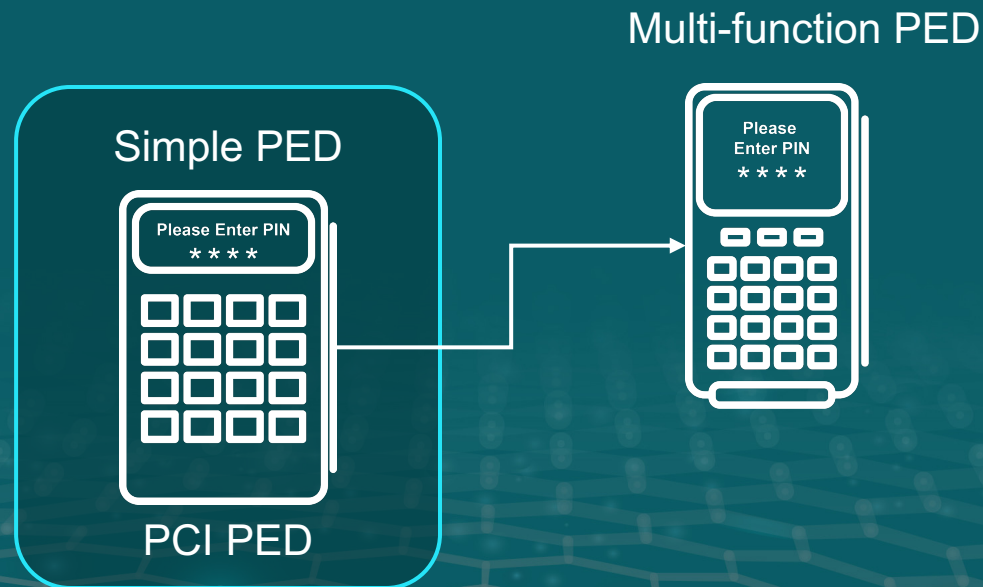 Multi-function PED
Simple PED
Please Enter PIN
* * * *
PCI PED
Please
Enter PIN
* * * *